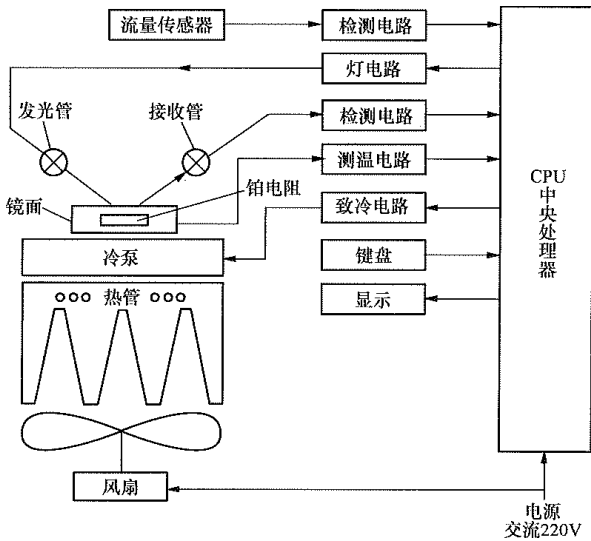 流量传感器
检测电路
灯电路
发光管
接收管
检测电路
测温电路
铂电阻
镜面
致冷电路
CPU
中
央
处
理
器
冷泵
键盘
热管
显示
风扇
电源
交流220V